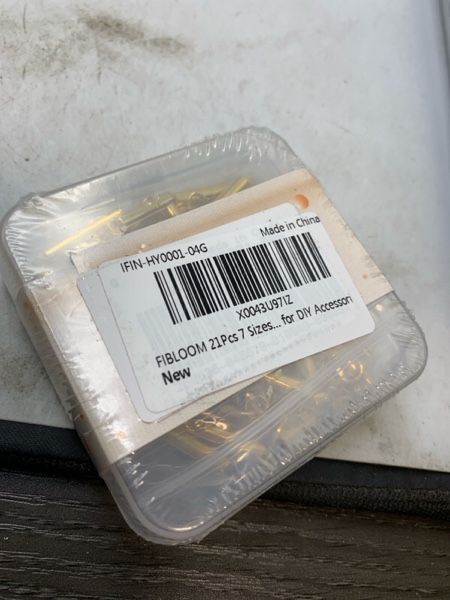 IFIN-HY0001-04G
Made in China
X0043U97IZ
FIBLOOM 21Pcs 7 Sizes... for DIY Accessori
New